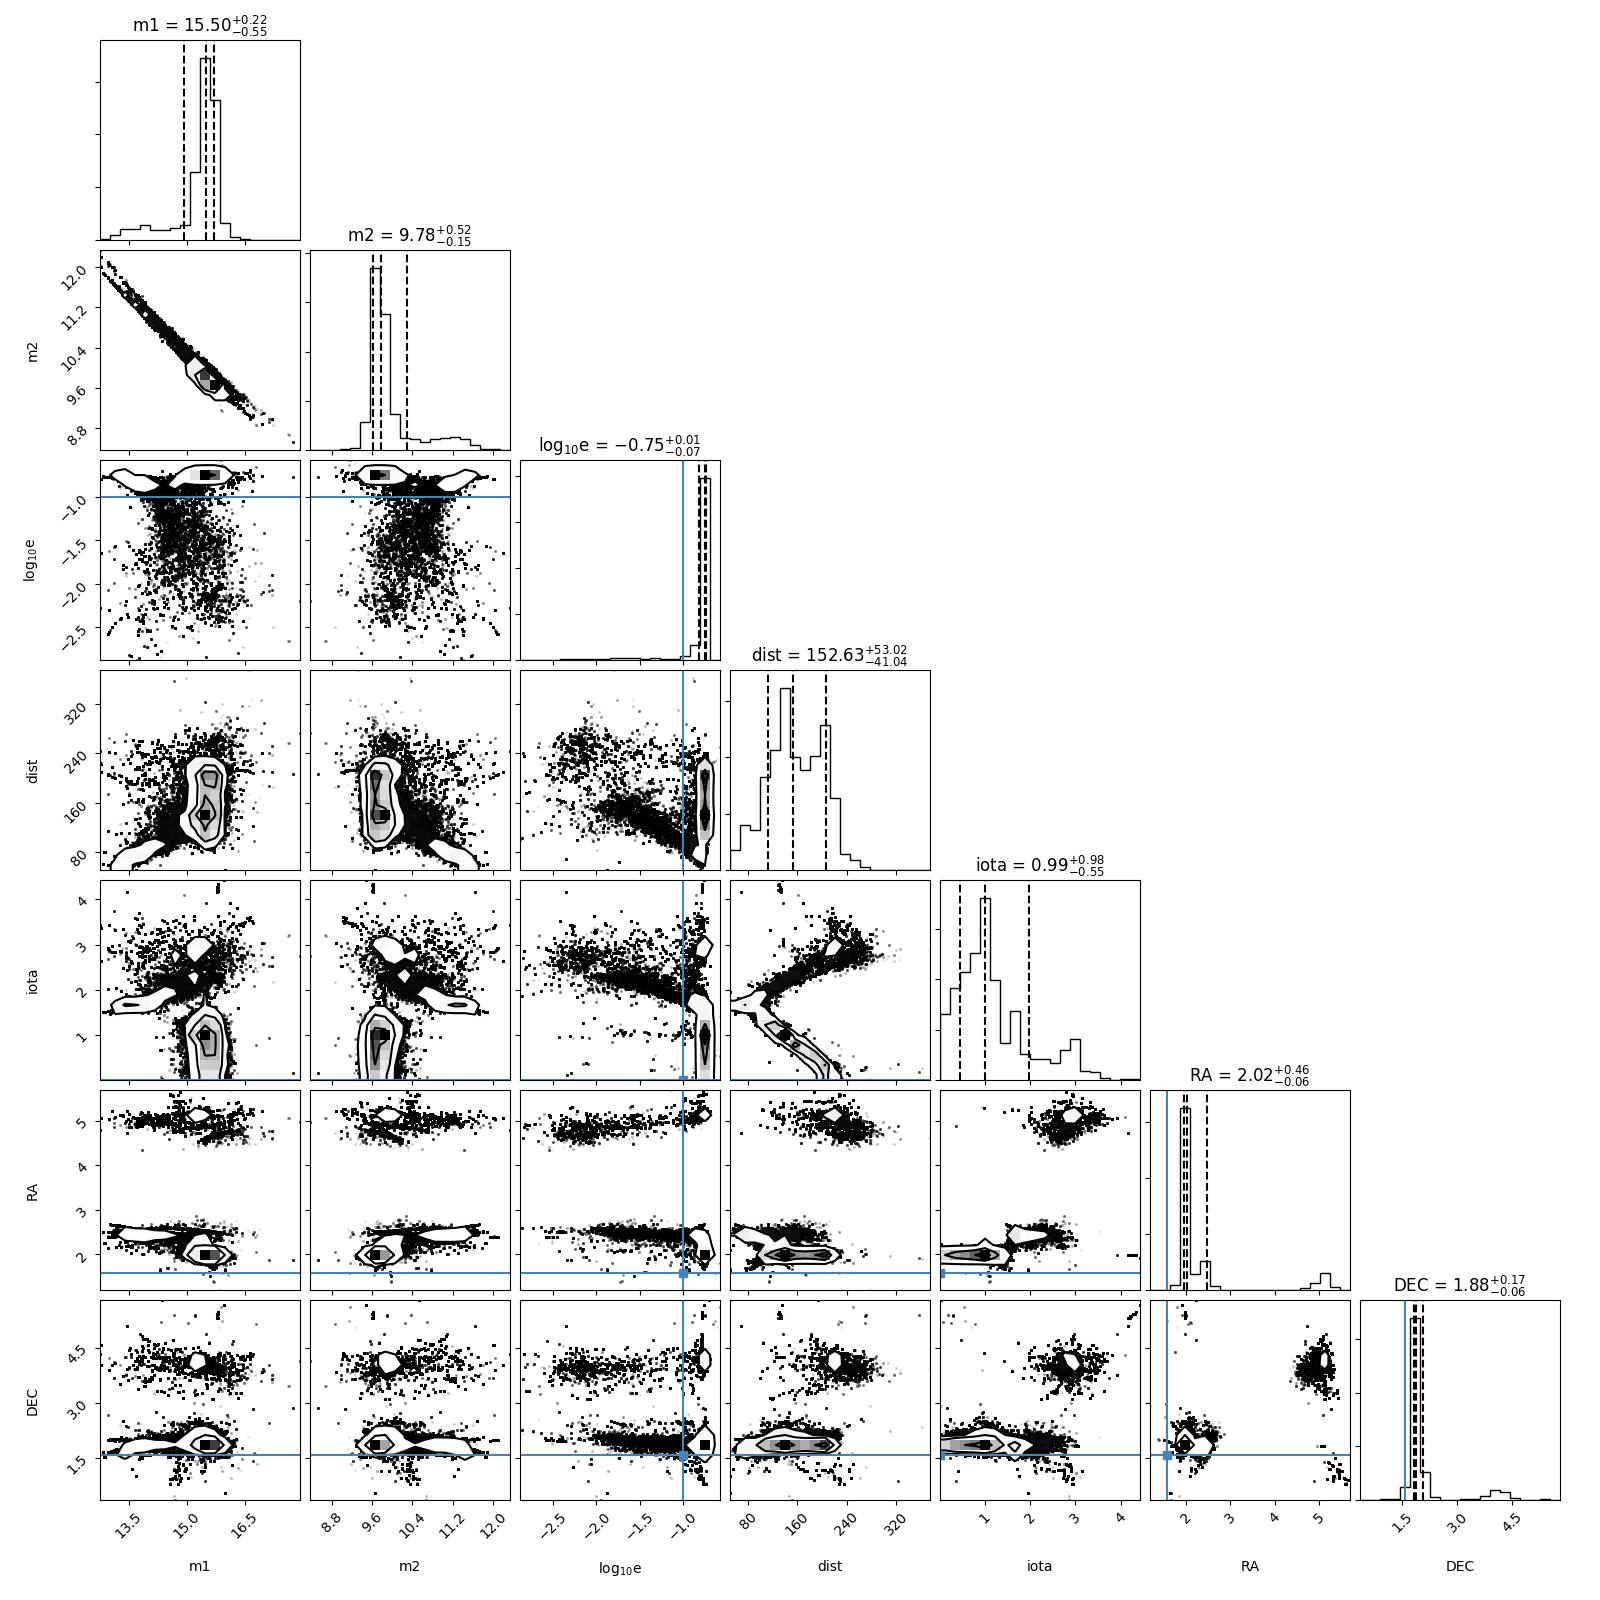 m1 = 15.50+0.22−0.55
m2 = 9.78+0.52−0.15
m2
12.0
11.2
10.4
9.6
8.8
log10e = −0.75+0.01−0.07
log10e
−1.0
−1.5
−2.0
−2.5
dist = 152.63+53.02−41.04
dist
320
240
160
80
iota = 0.99+0.98−0.55
iota
4
3
2
1
RA = 2.02+0.46−0.06
RA
5
4
3
2
DEC = 1.88+0.17−0.06
DEC
4.5
3.0
1.5
13.5 15.0 16.5 8.8 9.6 10.4 11.2 12.0 −2.5 −2.0 −1.5 −1.0 80 160 240 320 1 2 3 4 2 3 4 5 1.5 3.0 4.5
m1 m2 log10e dist iota RA DEC